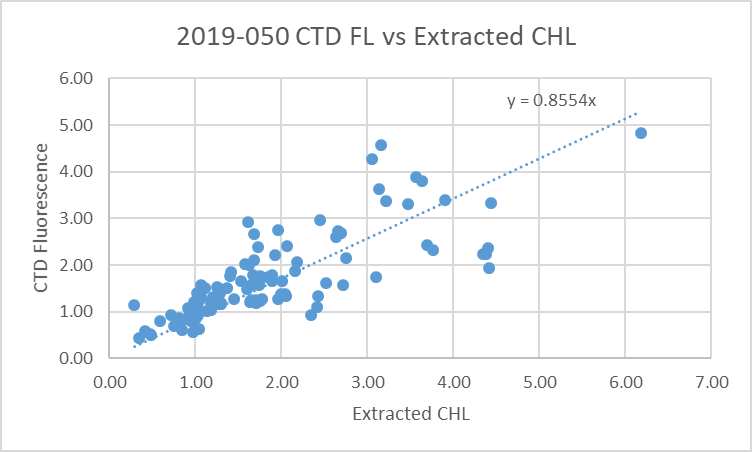 2019-050 CTD FL vs Extracted CHL
y = 0.8554x
CTD Fluorescence
6.00
5.00
4.00
3.00
2.00
1.00
0.00
0.00 1.00 2.00 3.00 4.00 5.00 6.00 7.00
Extracted CHL